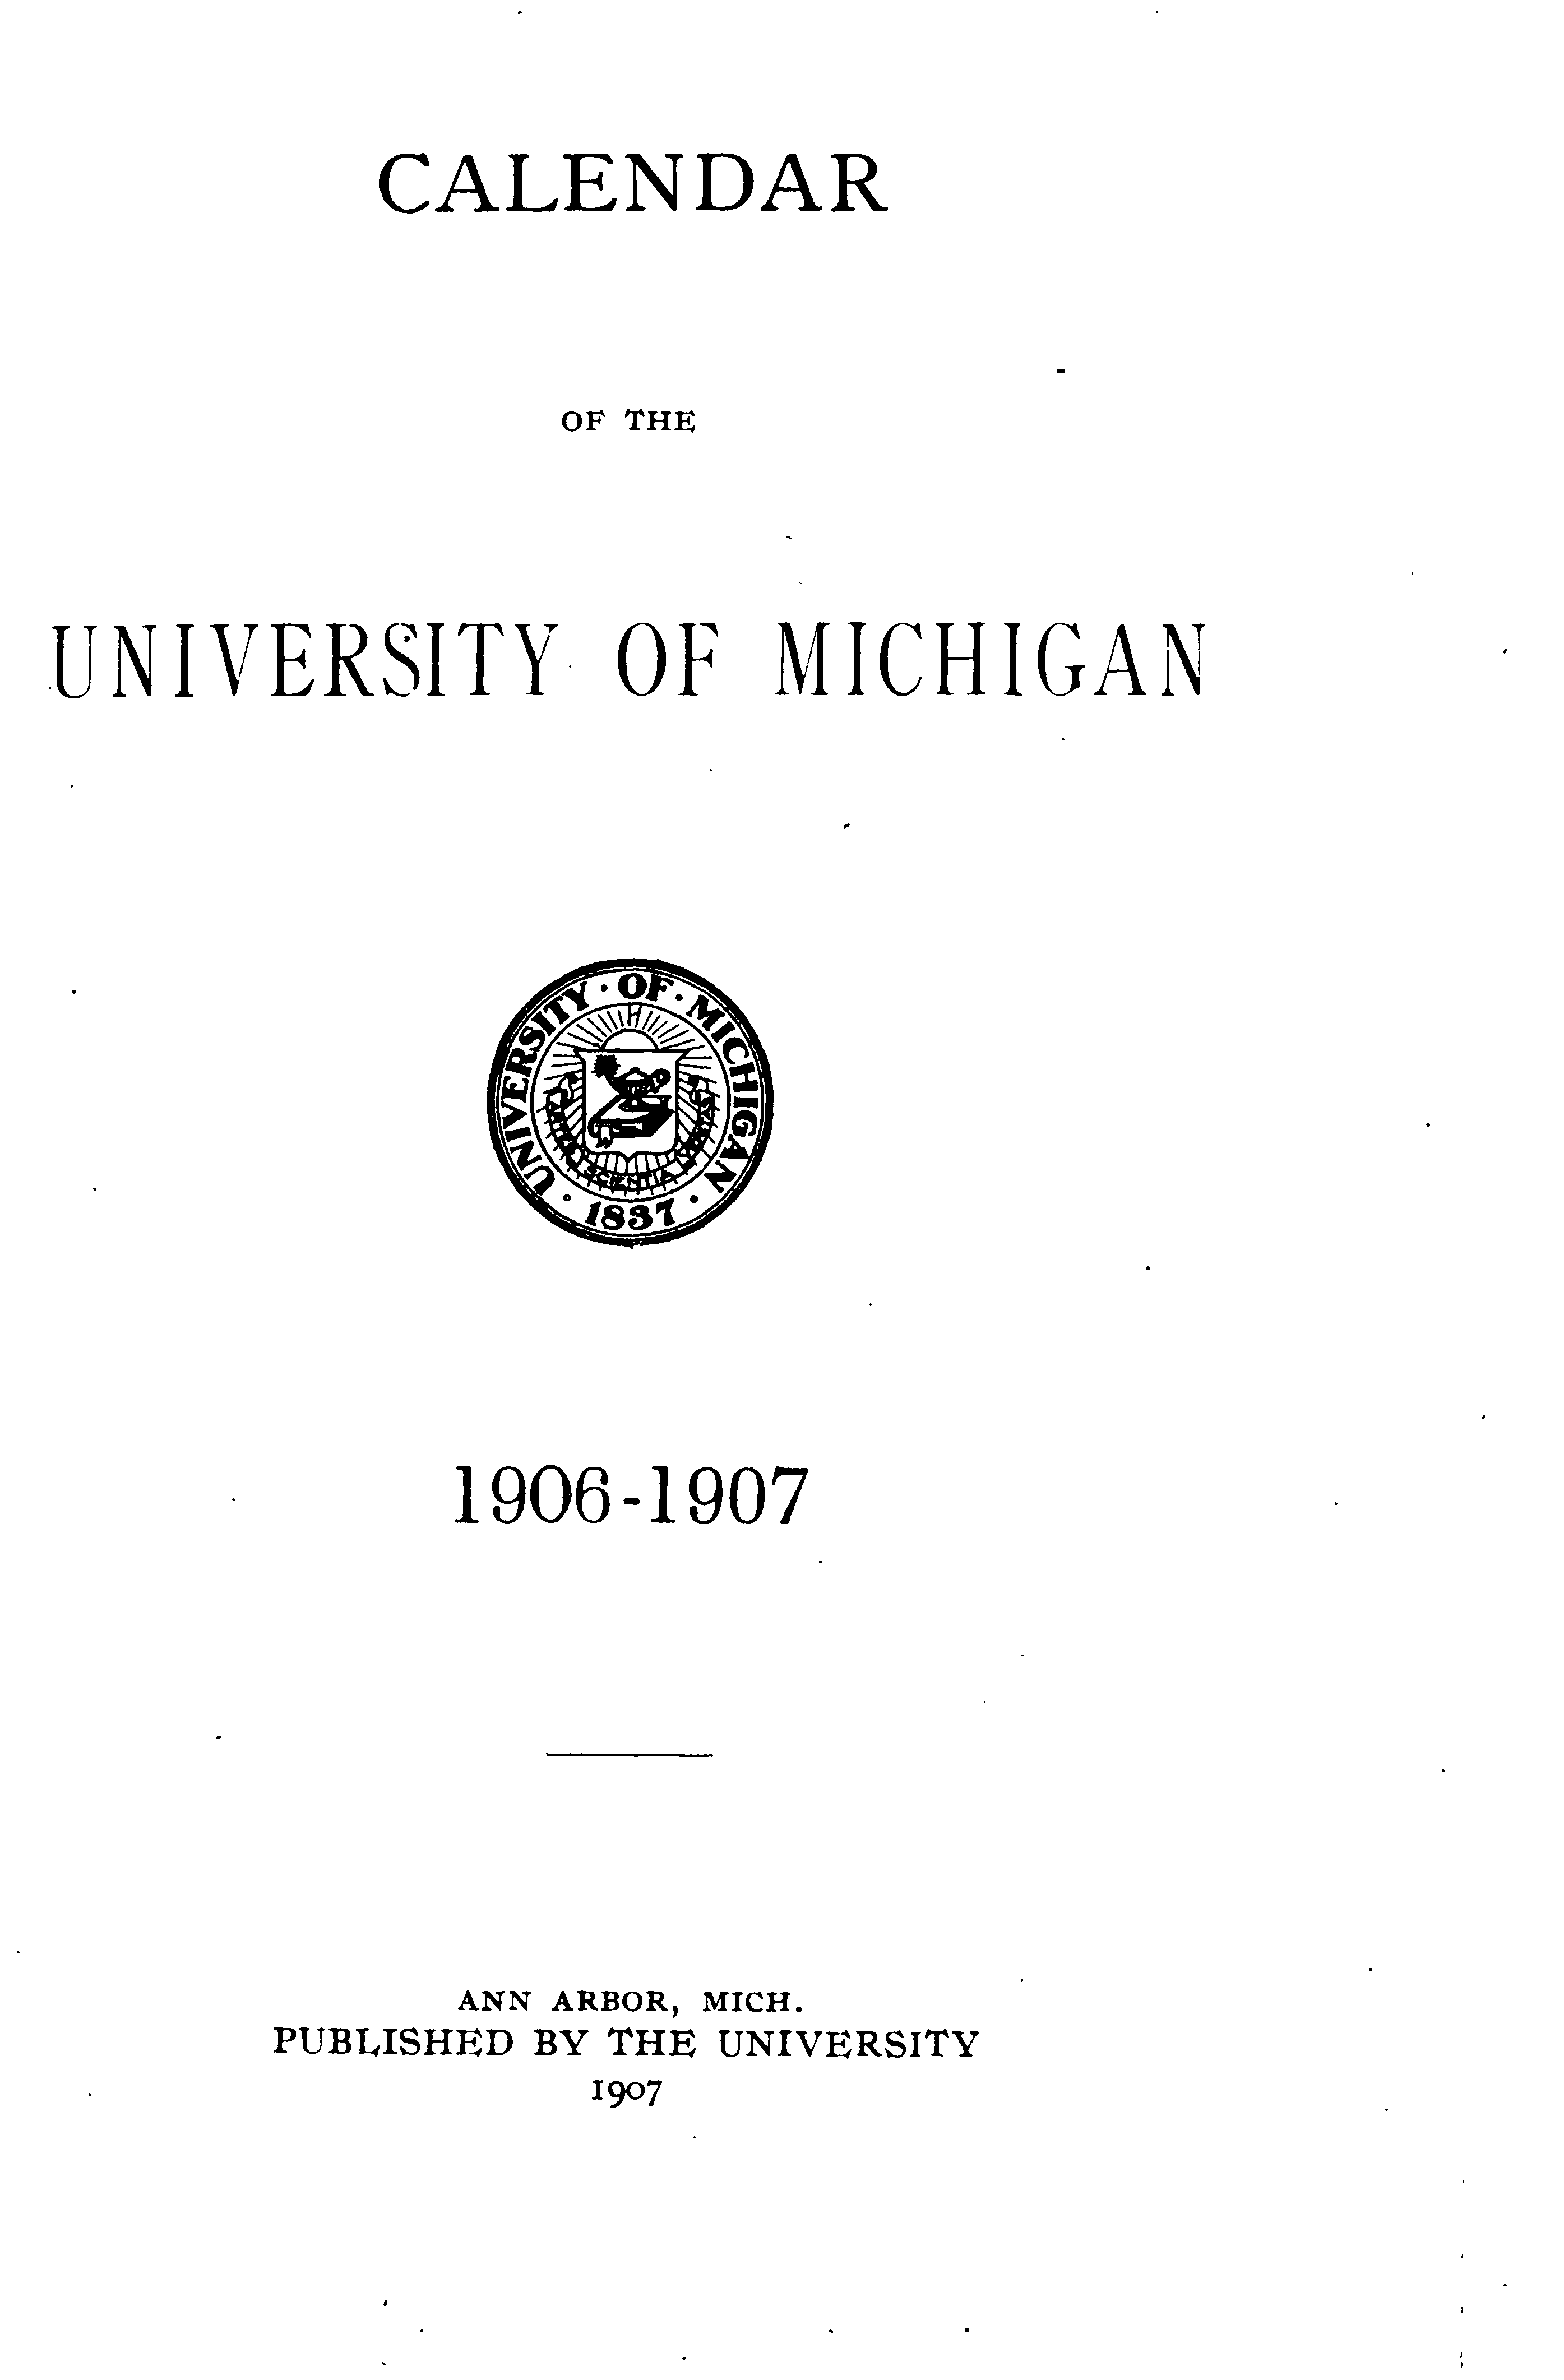 CALENDAR
OF THE
UNIVERSITY OF MICHIGAN
UNIVERSITY · OF · MICHIGAN ·
SCIENTIA
· 1837 ·
1906-1907
ANN ARBOR, MICH.
PUBLISHED BY THE UNIVERSITY
1907